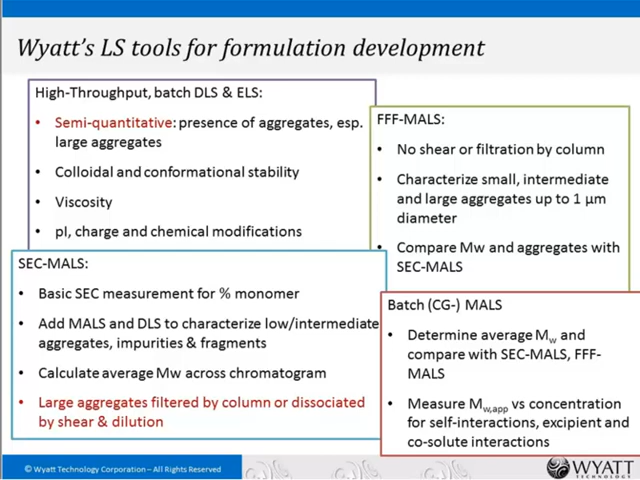 Wyatt's LS tools for formulation development
High-Throughput, batch DLS & ELS:
• Semi-quantitative: presence of aggregates, esp.
large aggregates
• Colloidal and conformational stability
• Viscosity
• pI, charge and chemical modifications
FFF-MALS:
• No shear or filtration by column
• Characterize small, intermediate
and large aggregates up to 1 µm
diameter
• Compare Mw and aggregates with
SEC-MALS
SEC-MALS:
• Basic SEC measurement for % monomer
• Add MALS and DLS to characterize low/intermediate
aggregates, impurities & fragments
• Calculate average Mw across chromatogram
• Large aggregates filtered by column or dissociated
by shear & dilution
Batch (CG-) MALS
• Determine average Mw and
compare with SEC-MALS, FFF-
MALS
• Measure Mw,app vs concentration
for self-interactions, excipient and
co-solute interactions
© Wyatt Technology Corporation – All Rights Reserved
WYATT
TECHNOLOGY